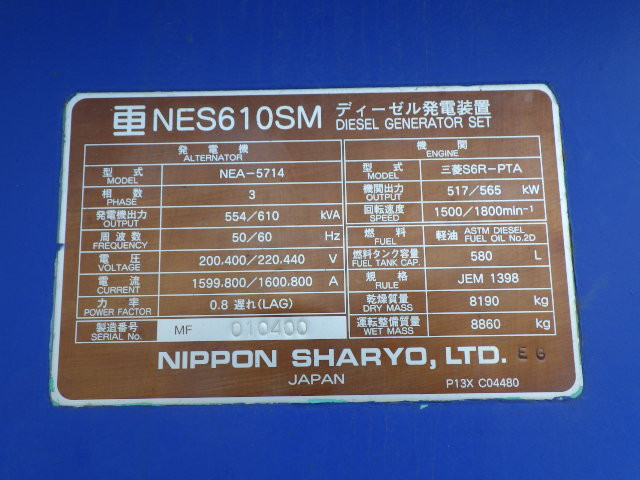 NES610SM ディーゼル発電装置
DIESEL GENERATOR SET
発電機
ALTERNATOR
型式 MODEL NEA-5714
相数 PHASE 3
発電機出力 OUTPUT 554/610 kVA
周波数 FREQUENCY 50/60 Hz
電圧 VOLTAGE 200.400/220.440 V
電流 CURRENT 1599.800/1600.800 A
力率 POWER FACTOR 0.8 遅れ(LAG)
製造番号 SERIAL No. MF 010400
機関
ENGINE
型式 MODEL 三菱S6R-PTA
機関出力 OUTPUT 517/565 kW
回転速度 SPEED 1500/1800min-1
燃料 FUEL 軽油 ASTM DIESEL FUEL OIL No.2D
燃料タンク容量 FUEL TANK CAP. 580 L
規格 RULE JEM 1398
乾燥質量 DRY MASS 8190 kg
運転整備質量 WET MASS 8860 kg
NIPPON SHARYO, LTD. E6
JAPAN
P13X C04480